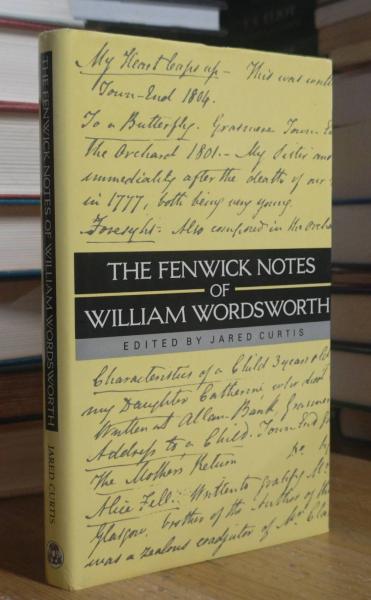 My Heart leaps up— This was
Town-End 1804.
To a Butterfly. Grasmere Town-
the Orchard 1801.— My Sister and
immediately after the death of our
in 1777, both being very young.
Foresight— Also composed in the Orchard
THE FENWICK NOTES
OF
WILLIAM WORDSWORTH
EDITED BY JARED CURTIS
Characteristics of a Child 3 years old
my Daughter Catherine, who died
Written at Allan-Bank, Grasmere
Address to a Child. Town End
The Mothers Return do. by
Alice Fell. Written to gratify Mr
Glasgow, brother of the Author of the
was a zealous coadjutor of Mr Cla
THE FENWICK NOTES OF WILLIAM WORDSWORTH
JARED CURTIS